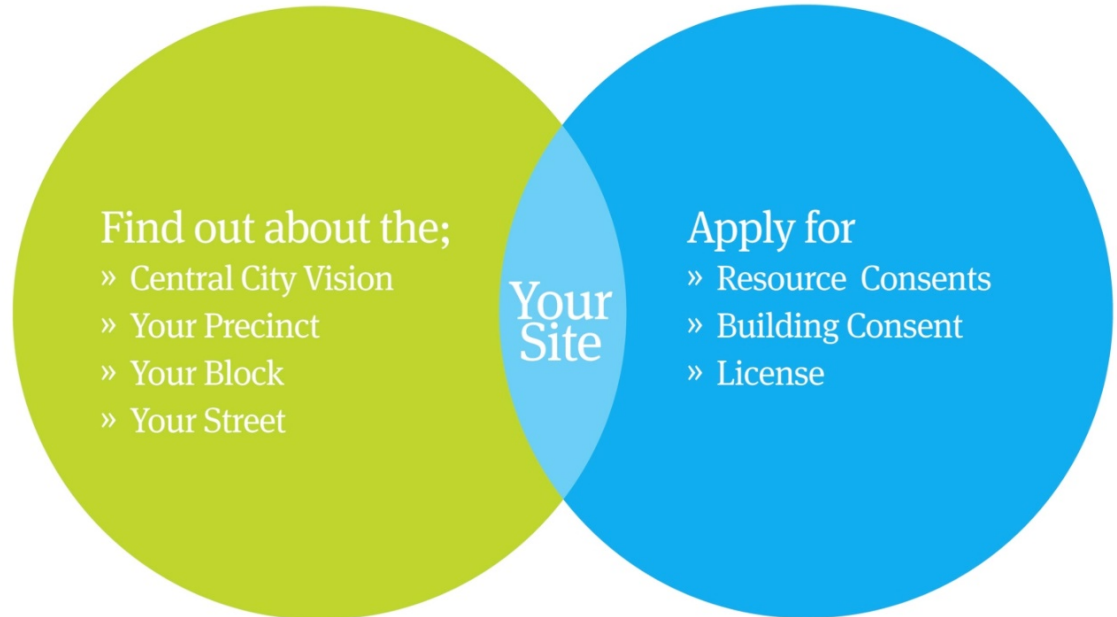 Find out about the;
» Central City Vision
» Your Precinct
» Your Block
» Your Street
Your
Site
Apply for
» Resource Consents
» Building Consent
» License